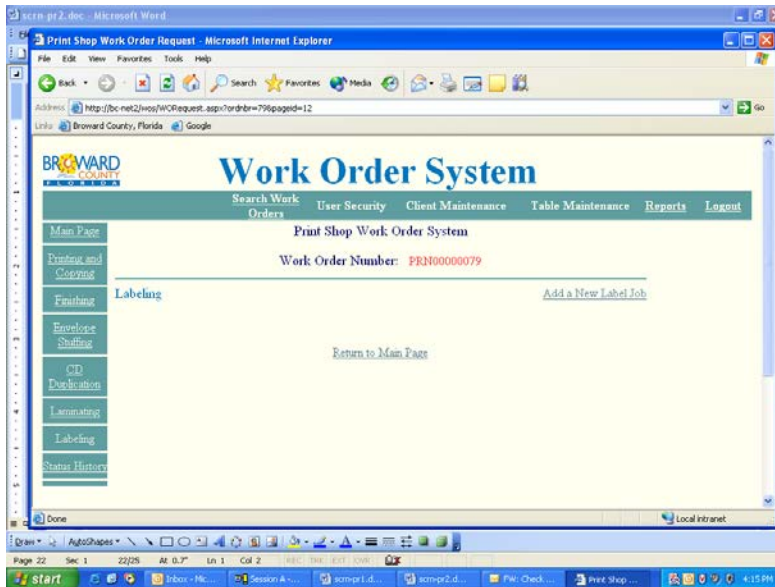 scrn-pr2.doc - Microsoft Word
Print Shop Work Order Request - Microsoft Internet Explorer
File Edit View Favorites Tools Help
Back Search Favorites Media
Address http://bc-net2/wos/WORequest.aspx?ordnbr=79&pageid=12 Go
Links Broward County, Florida Google
BROWARD COUNTY FLORIDA
Work Order System
Search Work Orders User Security Client Maintenance Table Maintenance Reports Logout
Main Page
Print Shop Work Order System
Printing and Copying
Work Order Number: PRN00000079
Finishing
Labeling Add a New Label Job
Envelope Stuffing
Return to Main Page
CD Duplication
Laminating
Labeling
Status History
Done Local intranet
Draw AutoShapes
Page 22 Sec 1 22/25 At 0.7" Ln 1 Col 2 REC TRK EXT OVR
start Inbox - Mic... Session A -... scrn-pr1.d... scrn-pr2.d... FW: Check ... Print Shop ... 4:15 PM